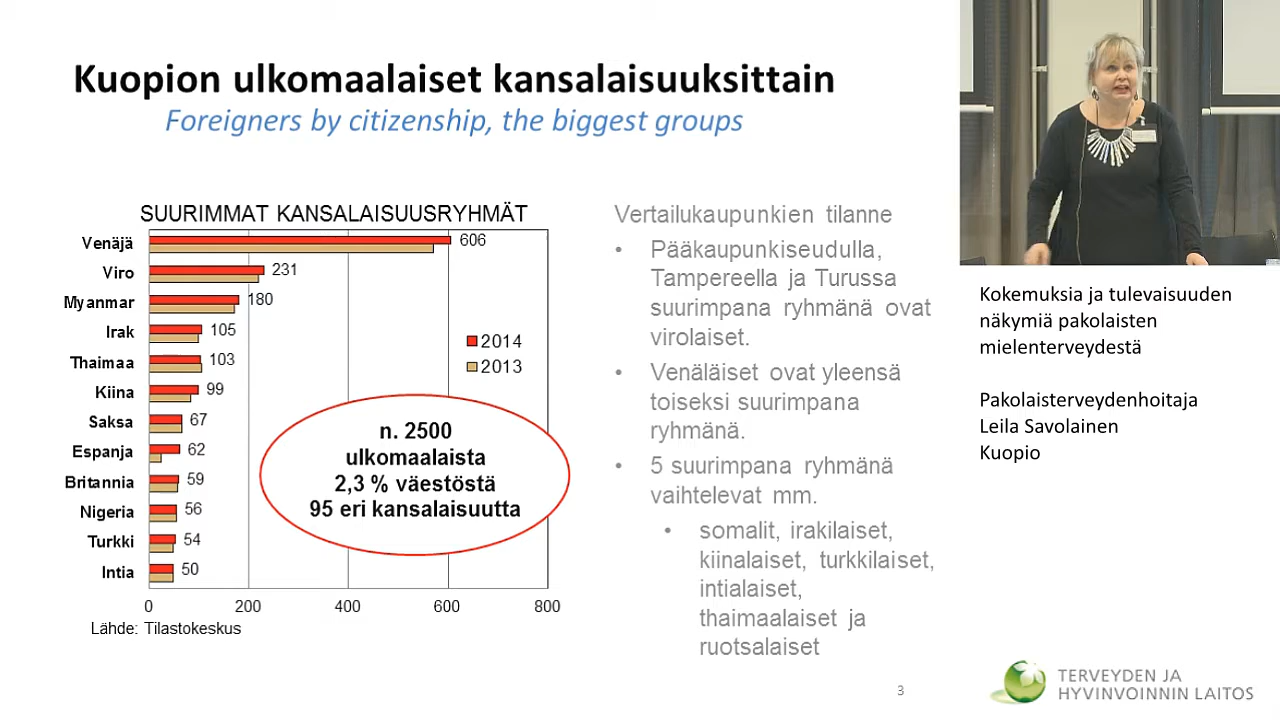 Kuopion ulkomaalaiset kansalaisuuksittain
Foreigners by citizenship, the biggest groups
SUURIMMAT KANSALAISUUSRYHMÄT
Venäjä 606
Viro 231
Myanmar 180
Irak 105
Thaimaa 103
Kiina 99
Saksa 67
Espanja 62
Britannia 59
Nigeria 56
Turkki 54
Intia 50
2014
2013
n. 2500
ulkomaalaista
2,3 % väestöstä
95 eri kansalaisuutta
0 200 400 600 800
Lähde: Tilastokeskus
Vertailukaupunkien tilanne
• Pääkaupunkiseudulla,
Tampereella ja Turussa
suurimpana ryhmänä ovat
virolaiset.
• Venäläiset ovat yleensä
toiseksi suurimpana
ryhmänä.
• 5 suurimpana ryhmänä
vaihtelevat mm.
• somalit, irakilaiset,
kiinalaiset, turkkilaiset,
intialaiset,
thaimaalaiset ja
ruotsalaiset
3
Kokemuksia ja tulevaisuuden
näkymiä pakolaisten
mielenterveydestä
Pakolaisterveydenhoitaja
Leila Savolainen
Kuopio
TERVEYDEN JA
HYVINVOINNIN LAITOS